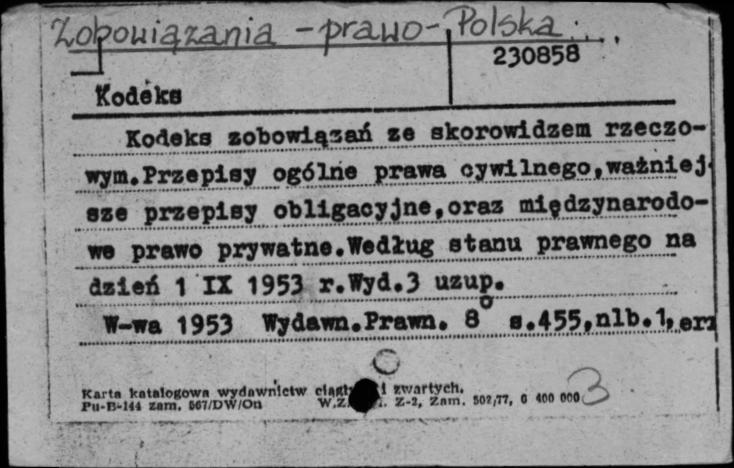 Zobowiązania - prawo - Polska
230858
Kodeks
Kodeks zobowiązań ze skorowidzem rzeczo-
wym.Przepisy ogólne prawa cywilnego,ważniej-
sze przepisy obligacyjne,oraz międzynarodo-
we prawo prywatne.Według stanu prawnego na
dzień 1 IX 1953 r.Wyd.3 uzup.
W-wa 1953 Wydawn.Prawn. 8° s.455,nlb.1,
Karta katalogowa wydawnictw i zwartych.
Pu-B-144 zam. 567/DW/On Z-2, Zam. 502/77, 6 400 000
3